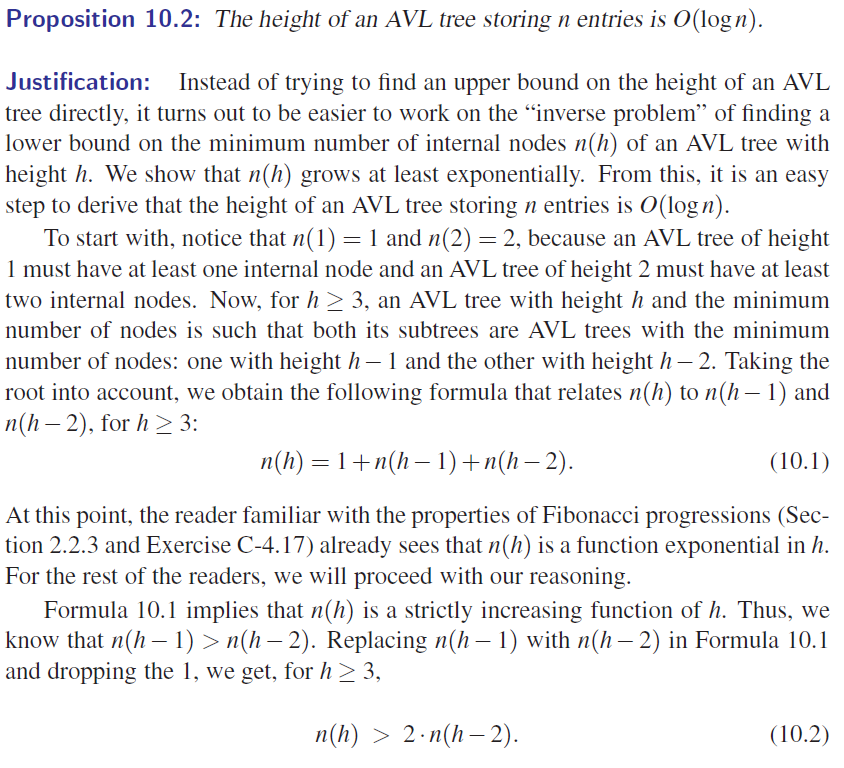 Proposition 10.2: The height of an AVL tree storing n entries is O(log n).
Justification: Instead of trying to find an upper bound on the height of an AVL
tree directly, it turns out to be easier to work on the “inverse problem” of finding a
lower bound on the minimum number of internal nodes n(h) of an AVL tree with
height h. We show that n(h) grows at least exponentially. From this, it is an easy
step to derive that the height of an AVL tree storing n entries is O(log n).
To start with, notice that n(1) = 1 and n(2) = 2, because an AVL tree of height
1 must have at least one internal node and an AVL tree of height 2 must have at least
two internal nodes. Now, for h ≥ 3, an AVL tree with height h and the minimum
number of nodes is such that both its subtrees are AVL trees with the minimum
number of nodes: one with height h − 1 and the other with height h − 2. Taking the
root into account, we obtain the following formula that relates n(h) to n(h − 1) and
n(h − 2), for h ≥ 3:
n(h) = 1 + n(h − 1) + n(h − 2). (10.1)
At this point, the reader familiar with the properties of Fibonacci progressions (Sec-
tion 2.2.3 and Exercise C-4.17) already sees that n(h) is a function exponential in h.
For the rest of the readers, we will proceed with our reasoning.
Formula 10.1 implies that n(h) is a strictly increasing function of h. Thus, we
know that n(h − 1) > n(h − 2). Replacing n(h − 1) with n(h − 2) in Formula 10.1
and dropping the 1, we get, for h ≥ 3,
n(h) > 2 · n(h − 2). (10.2)